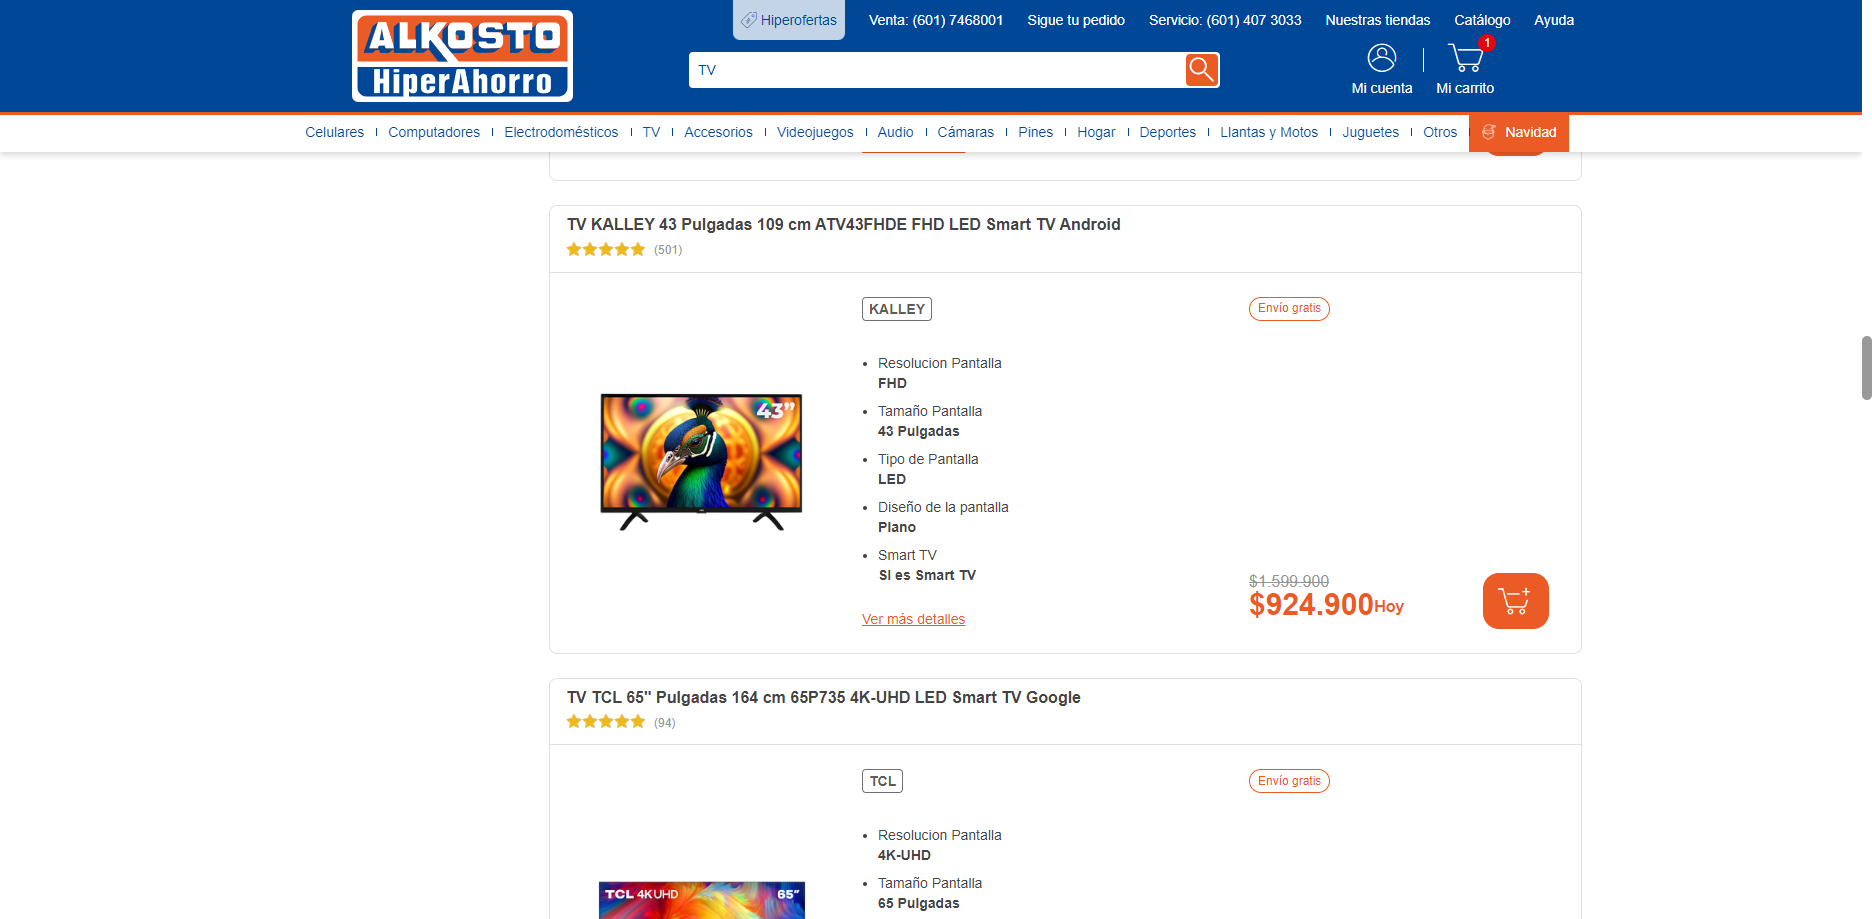 Hiperofertas
Venta: (601) 7468001
Sigue tu pedido
Servicio: (601) 407 3033
Nuestras tiendas
Catálogo
Ayuda
ALKOSTO
HiperAhorro
TV
1
Mi cuenta
Mi carrito
Celulares
Computadores
Electrodomésticos
TV
Accesorios
Videojuegos
Audio
Cámaras
Pines
Hogar
Deportes
Llantas y Motos
Juguetes
Otros
Navidad
TV KALLEY 43 Pulgadas 109 cm ATV43FHDE FHD LED Smart TV Android
(501)
KALLEY
Envío gratis
43"
Resolucion Pantalla
FHD
Tamaño Pantalla
43 Pulgadas
Tipo de Pantalla
LED
Diseño de la pantalla
Plano
Smart TV
SI es Smart TV
Ver más detalles
$1.599.900
$924.900Hoy
TV TCL 65" Pulgadas 164 cm 65P735 4K-UHD LED Smart TV Google
(94)
TCL
Envío gratis
Resolucion Pantalla
4K-UHD
Tamaño Pantalla
65 Pulgadas
TCL 4K UHD
65"